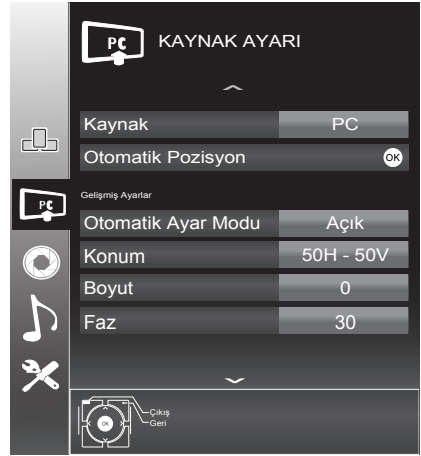 PC KAYNAK AYARI
Kaynak PC
Otomatik Pozisyon OK
Gelişmiş Ayarlar
PC
Otomatik Ayar Modu Açık
Konum 50H - 50V
Boyut 0
Faz 30
Çıkış
OK
Geri